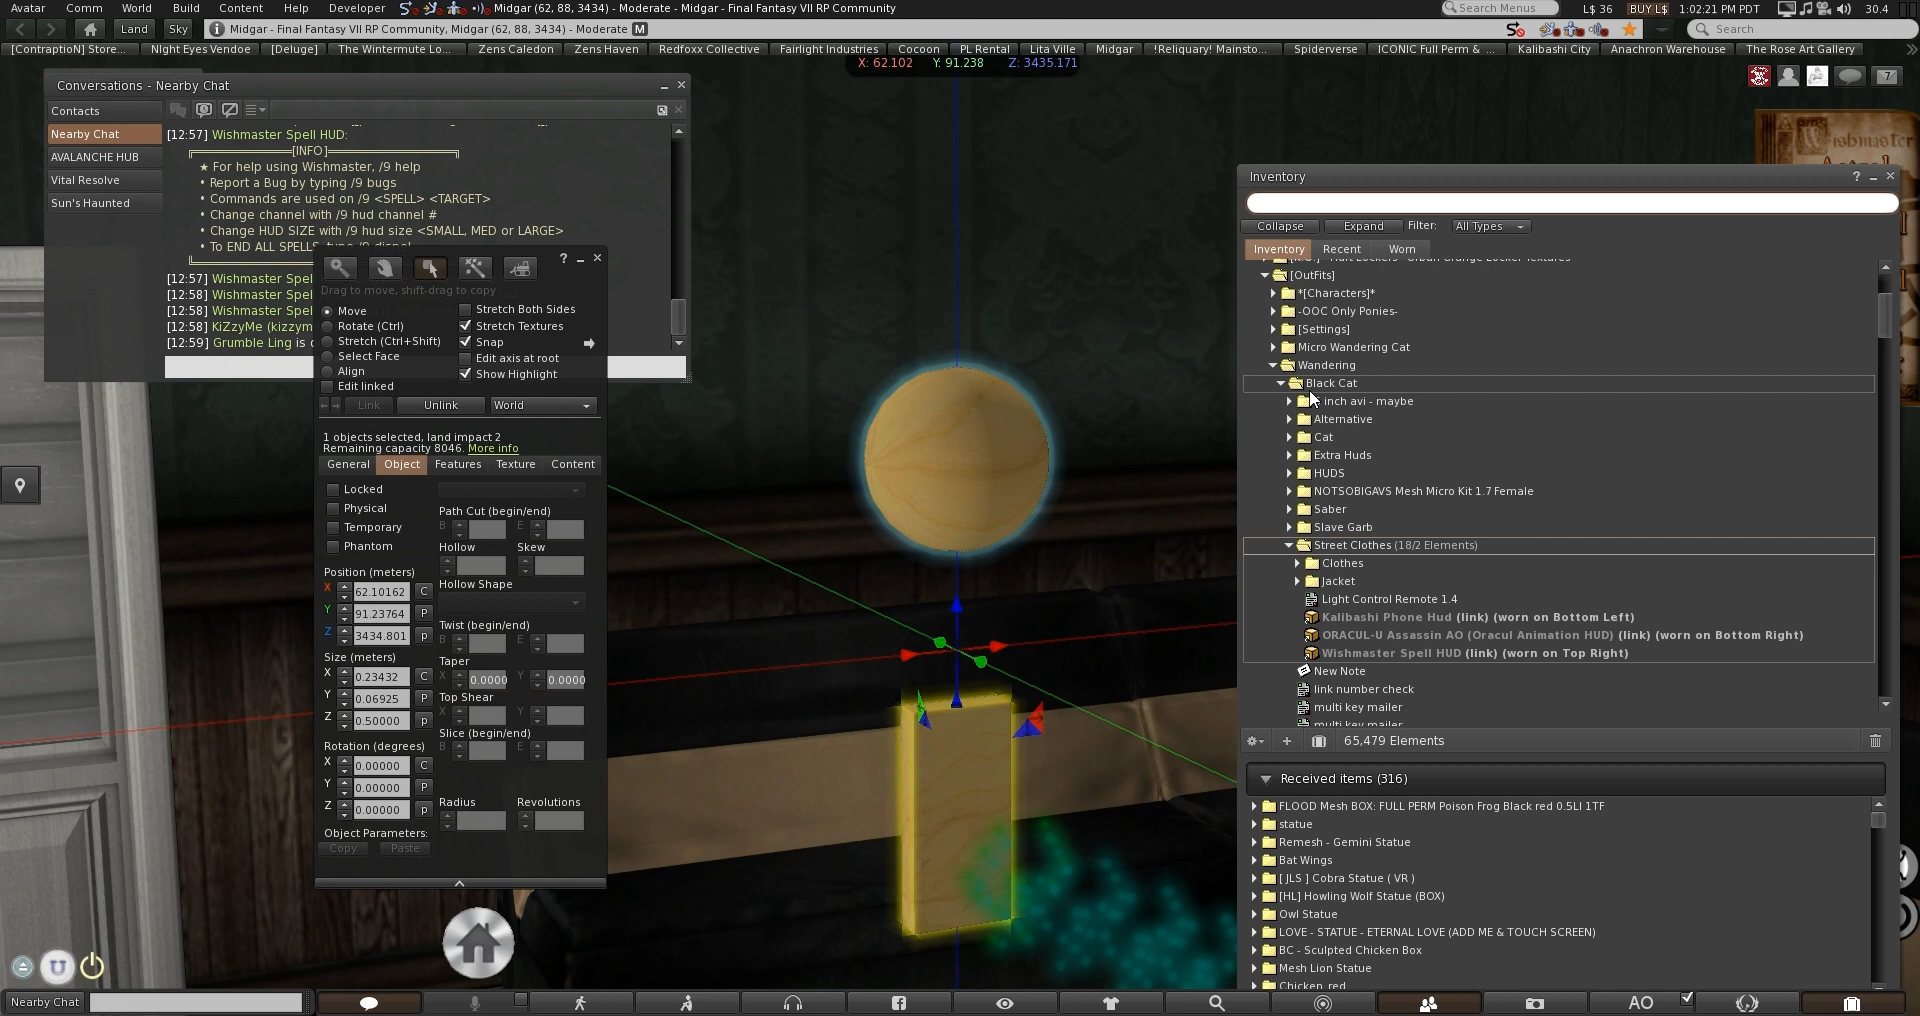 Avatar Comm World Build Content Help Developer Midgar (62, 88, 3434) - Moderate - Midgar - Final Fantasy VII RP Community Search Menus L$ 36 BUY L$ 1:02:21 PM PDT 30.4
Land Sky Midgar - Final Fantasy VII RP Community, Midgar (62, 88, 3434) - Moderate M Search
[ContraptioN] Store... Night Eyes Vendoe [Deluge] The Wintermute Lo... Zens Caledon Zens Haven Redfoxx Collective Fairlight Industries Cocoon PL Rental Lita Ville Midgar !Reliquary! Mainsto... Spiderverse ICONIC Full Perm & ... Kalibashi City Anachron Warehouse The Rose Art Gallery
X: 62.102 Y: 91.238 Z: 3435.171
7
Conversations - Nearby Chat
Contacts
Nearby Chat
AVALANCHE HUB
Vital Resolve
Sun's Haunted
[12:57] Wishmaster Spell HUD:
[INFO]
★ For help using Wishmaster, /9 help
• Report a Bug by typing /9 bugs
• Commands are used on /9 <SPELL> <TARGET>
• Change channel with /9 hud channel #
• Change HUD SIZE with /9 hud size <SMALL, MED or LARGE>
• To END ALL SPELLS, type /9 dispel
[12:57] Wishmaster Spel
[12:58] Wishmaster Spel
[12:58] Wishmaster Spel
[12:58] KiZzyMe (kizzym
[12:59] Grumble Ling is
?
Drag to move, shift-drag to copy
Move
Rotate (Ctrl)
Stretch (Ctrl+Shift)
Select Face
Align
Edit linked
Stretch Both Sides
Stretch Textures
Snap
Edit axis at root
Show Highlight
Link Unlink World
1 objects selected, land impact 2
Remaining capacity 8046. More info
General Object Features Texture Content
Locked
Physical
Temporary
Phantom
Position (meters)
X 62.10162 C
Y 91.23764 P
Z 3434.801 p
Size (meters)
X 0.23432 C
Y 0.06925 P
Z 0.50000 p
Rotation (degrees)
X 0.00000 C
Y 0.00000 P
Z 0.00000 p
Object Parameters:
Copy Paste
Path Cut (begin/end)
B E
Hollow Skew
Hollow Shape
Twist (begin/end)
B E
Taper
X 0.0000 Y 0.0000
Top Shear
X Y
Slice (begin/end)
B E
Radius Revolutions
Wishmaster
Inventory ?
Collapse Expand Filter: All Types
Inventory Recent Worn
[OutFits]
*[Characters]*
-OOC Only Ponies-
[Settings]
Micro Wandering Cat
Wandering
Black Cat
inch avi - maybe
Alternative
Cat
Extra Huds
HUDS
NOTSOBIGAVS Mesh Micro Kit 1.7 Female
Saber
Slave Garb
Street Clothes (18/2 Elements)
Clothes
Jacket
Light Control Remote 1.4
Kalibashi Phone Hud (link) (worn on Bottom Left)
ORACUL-U Assassin AO (Oracul Animation HUD) (link) (worn on Bottom Right)
Wishmaster Spell HUD (link) (worn on Top Right)
New Note
link number check
multi key mailer
multi key mailer
65,479 Elements
Received items (316)
FLOOD Mesh BOX: FULL PERM Poison Frog Black red 0.5LI 1TF
statue
Remesh - Gemini Statue
Bat Wings
[ JLS ] Cobra Statue ( VR )
[HL] Howling Wolf Statue (BOX)
Owl Statue
LOVE - STATUE - ETERNAL LOVE (ADD ME & TOUCH SCREEN)
BC - Sculpted Chicken Box
Mesh Lion Statue
Chicken_red
U
Nearby Chat AO